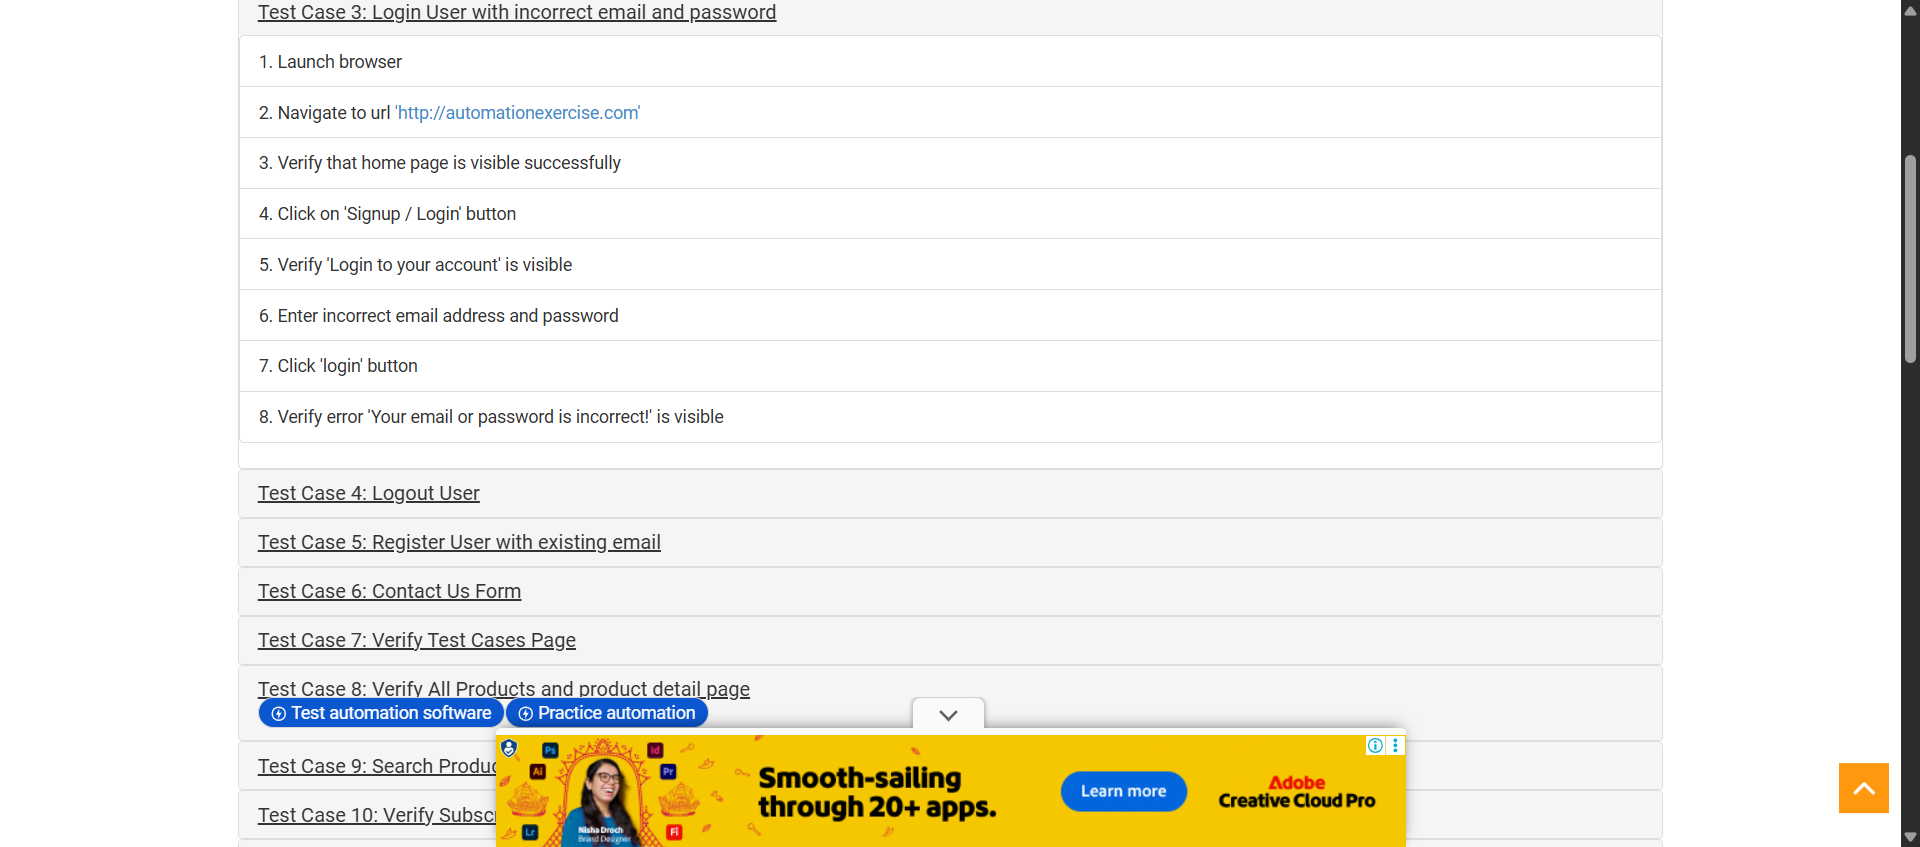 Test Case 3: Login User with incorrect email and password
1. Launch browser
2. Navigate to url 'http://automationexercise.com'
3. Verify that home page is visible successfully
4. Click on 'Signup / Login' button
5. Verify 'Login to your account' is visible
6. Enter incorrect email address and password
7. Click 'login' button
8. Verify error 'Your email or password is incorrect!' is visible
Test Case 4: Logout User
Test Case 5: Register User with existing email
Test Case 6: Contact Us Form
Test Case 7: Verify Test Cases Page
Test Case 8: Verify All Products and product detail page
Test automation software
Practice automation
Test Case 9: Search Produc
Test Case 10: Verify Subsc
Ps
Id
Ai
Pr
Lr
Fl
Nisha Droch
Brand Designer
Smooth-sailing
through 20+ apps.
Learn more
Adobe
Creative Cloud Pro